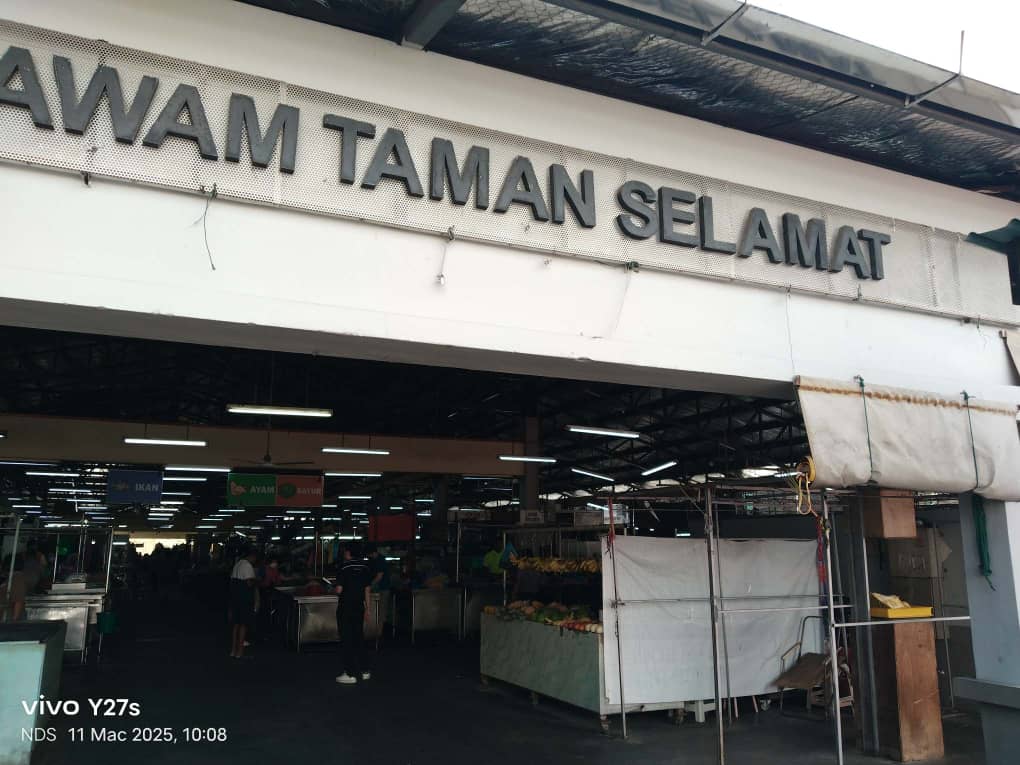 AWAM TAMAN SELAMAT
IKAN
AYAM
SAYUR
vivo Y27s
NDS 11 Mac 2025, 10:08